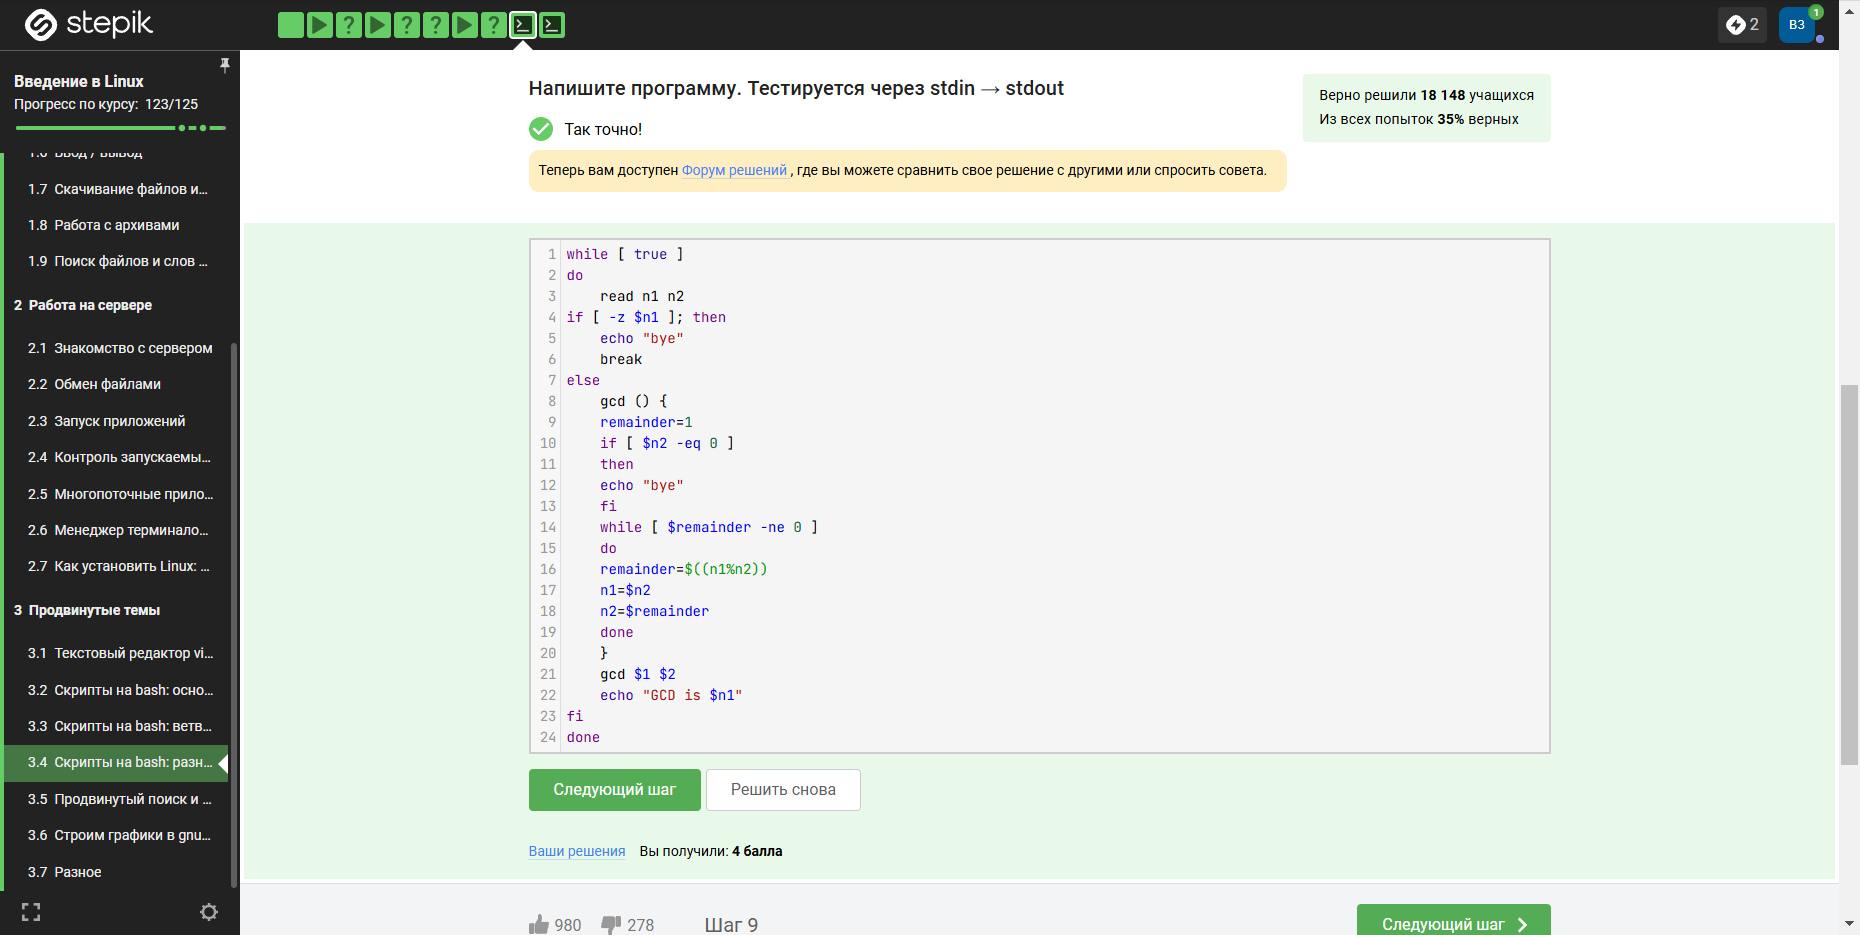 stepik
2
ВЗ
1
Введение в Linux
Прогресс по курсу: 123/125
1.6 Ввод / вывод
1.7 Скачивание файлов и...
1.8 Работа с архивами
1.9 Поиск файлов и слов ...
2 Работа на сервере
2.1 Знакомство с сервером
2.2 Обмен файлами
2.3 Запуск приложений
2.4 Контроль запускаемы...
2.5 Многопоточные прило...
2.6 Менеджер терминало...
2.7 Как установить Linux: ...
3 Продвинутые темы
3.1 Текстовый редактор vi...
3.2 Скрипты на bash: осно...
3.3 Скрипты на bash: ветв...
3.4 Скрипты на bash: разн...
3.5 Продвинутый поиск и ...
3.6 Строим графики в gnu...
3.7 Разное
Напишите программу. Тестируется через stdin → stdout
Так точно!
Теперь вам доступен Форум решений , где вы можете сравнить свое решение с другими или спросить совета.
Верно решили 18 148 учащихся
Из всех попыток 35% верных
1 while [ true ]
2 do
3     read n1 n2
4 if [ -z $n1 ]; then
5     echo "bye"
6     break
7 else
8     gcd () {
9     remainder=1
10     if [ $n2 -eq 0 ]
11     then
12     echo "bye"
13     fi
14     while [ $remainder -ne 0 ]
15     do
16     remainder=$((n1%n2))
17     n1=$n2
18     n2=$remainder
19     done
20     }
21     gcd $1 $2
22     echo "GCD is $n1"
23 fi
24 done
Следующий шаг
Решить снова
Ваши решения Вы получили: 4 балла
980 278 Шаг 9
Следующий шаг